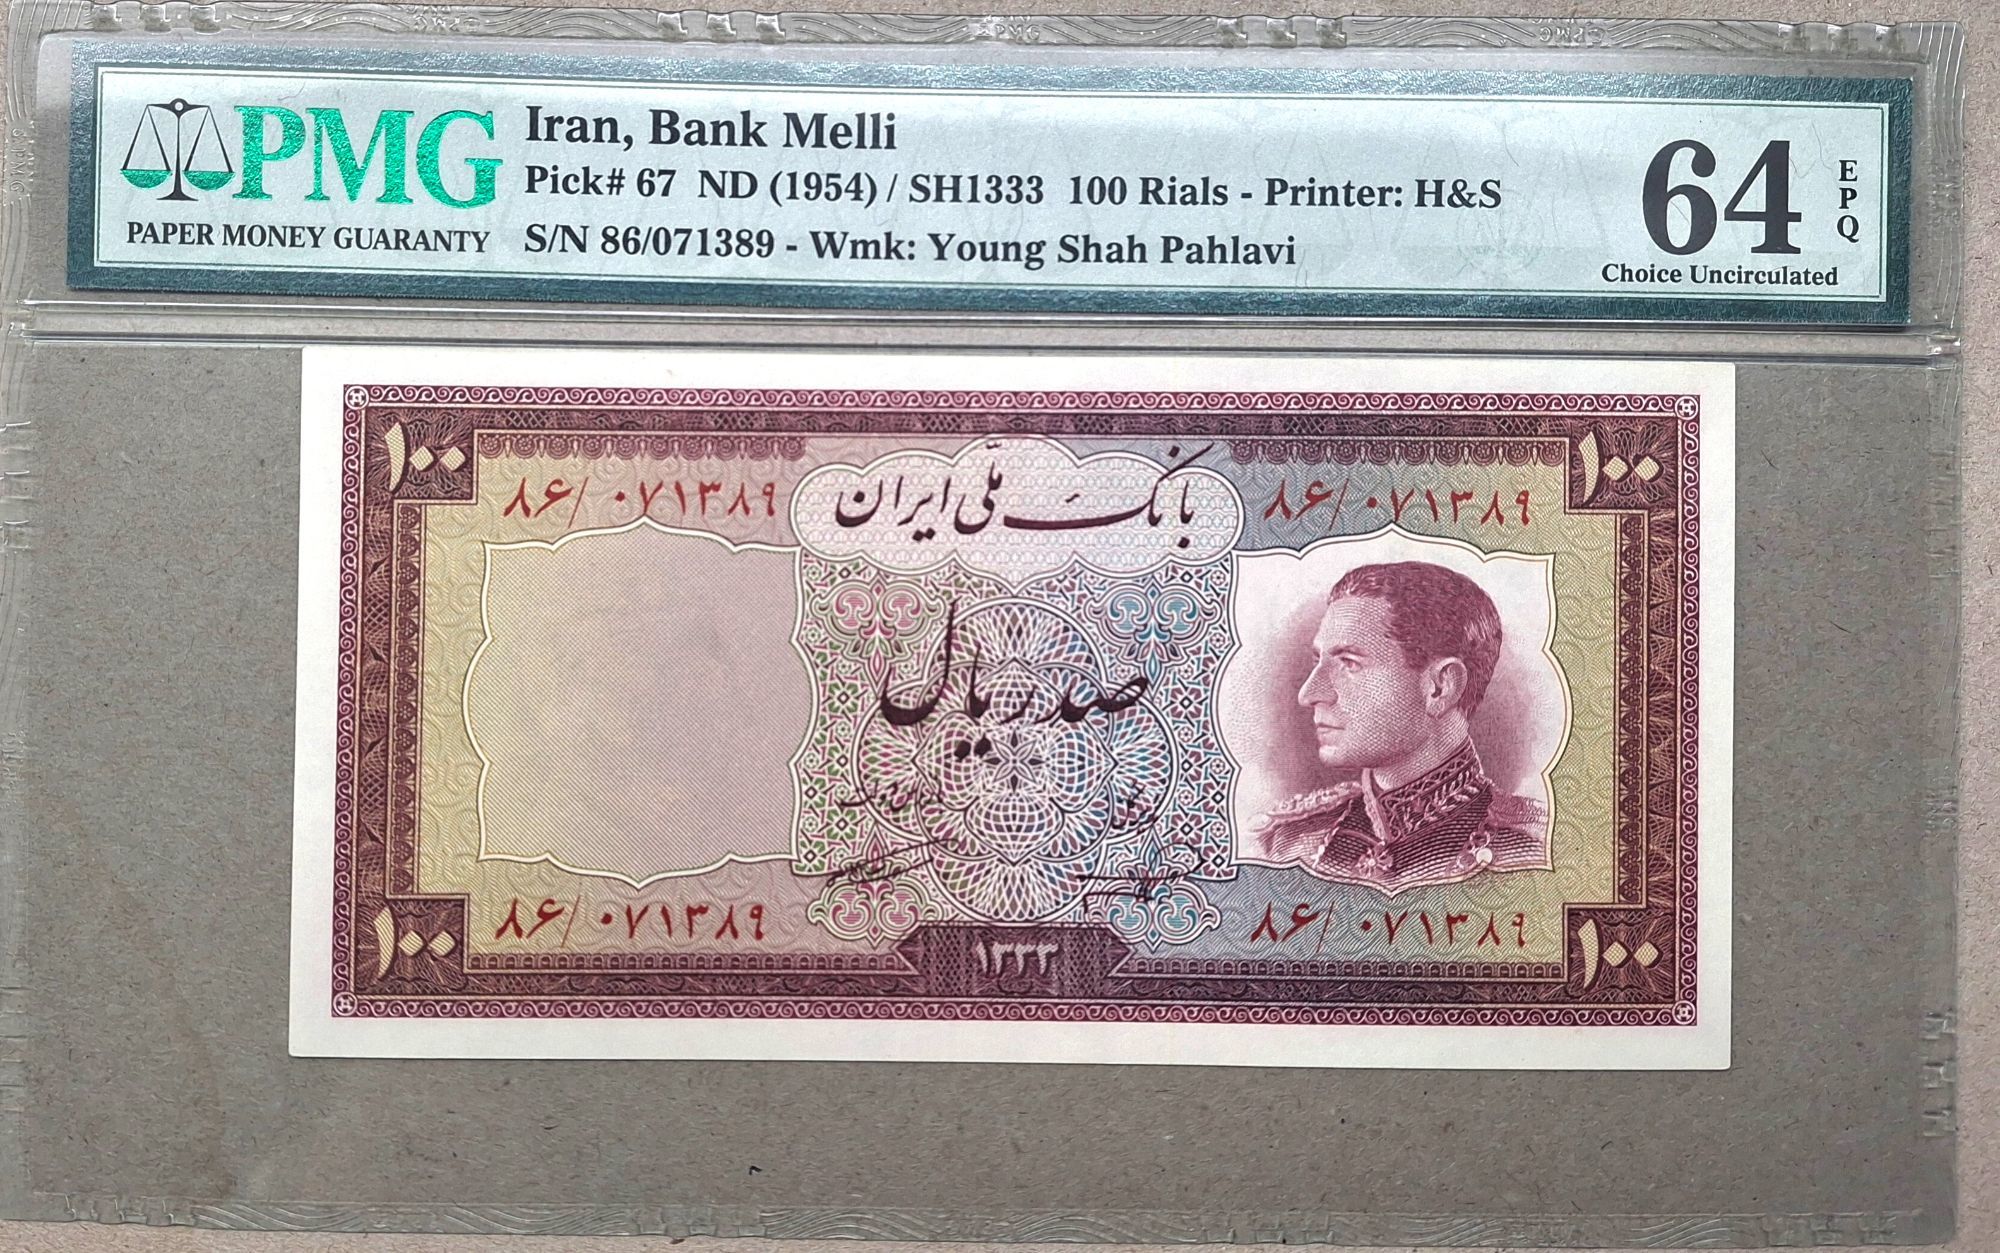 PMG
PAPER MONEY GUARANTY
Iran, Bank Melli
Pick# 67 ND (1954) / SH1333 100 Rials - Printer: H&S
S/N 86/071389 - Wmk: Young Shah Pahlavi
64 EPQ
Choice Uncirculated
۱۰۰ ۱۰۰
بانک ملّی ایران
۸۶/۰۷۱۳۸۹ ۸۶/۰۷۱۳۸۹
صد ریال
۸۶/۰۷۱۳۸۹ ۸۶/۰۷۱۳۸۹
۱۰۰ ۱۳۳۳ ۱۰۰